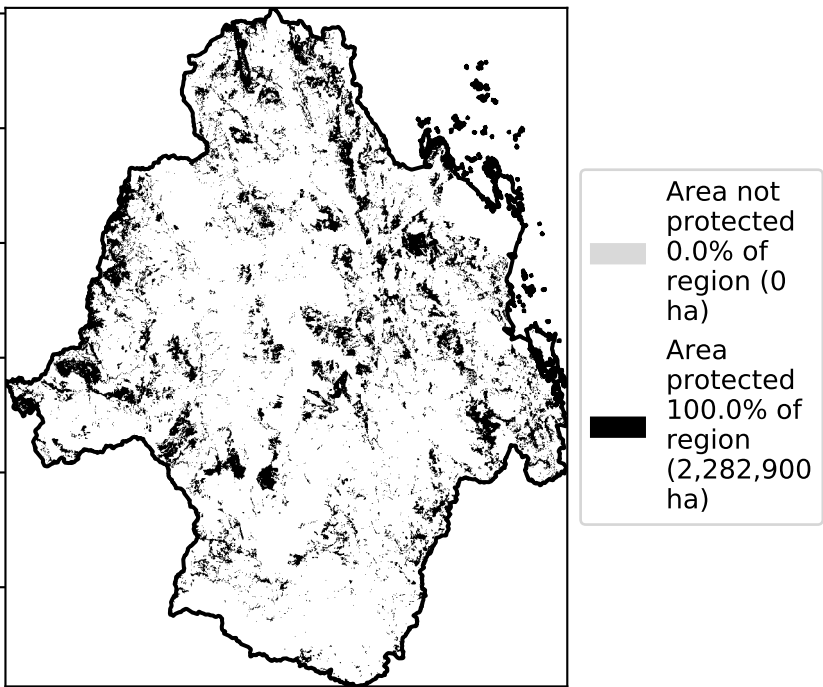 Area not
protected
0.0% of
region (0
ha)
Area
protected
100.0% of
region
(2,282,900
ha)